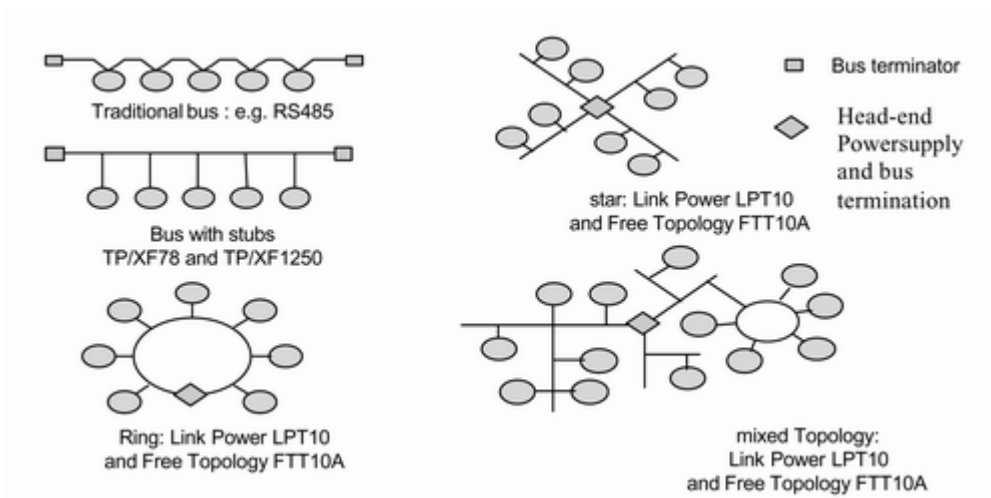 Traditional bus : e.g. RS485
Bus with stubs
TP/XF78 and TP/XF1250
Ring: Link Power LPT10
and Free Topology FTT10A
star: Link Power LPT10
and Free Topology FTT10A
Bus terminator
Head-end
Powersupply
and bus
termination
mixed Topology:
Link Power LPT10
and Free Topology FTT10A